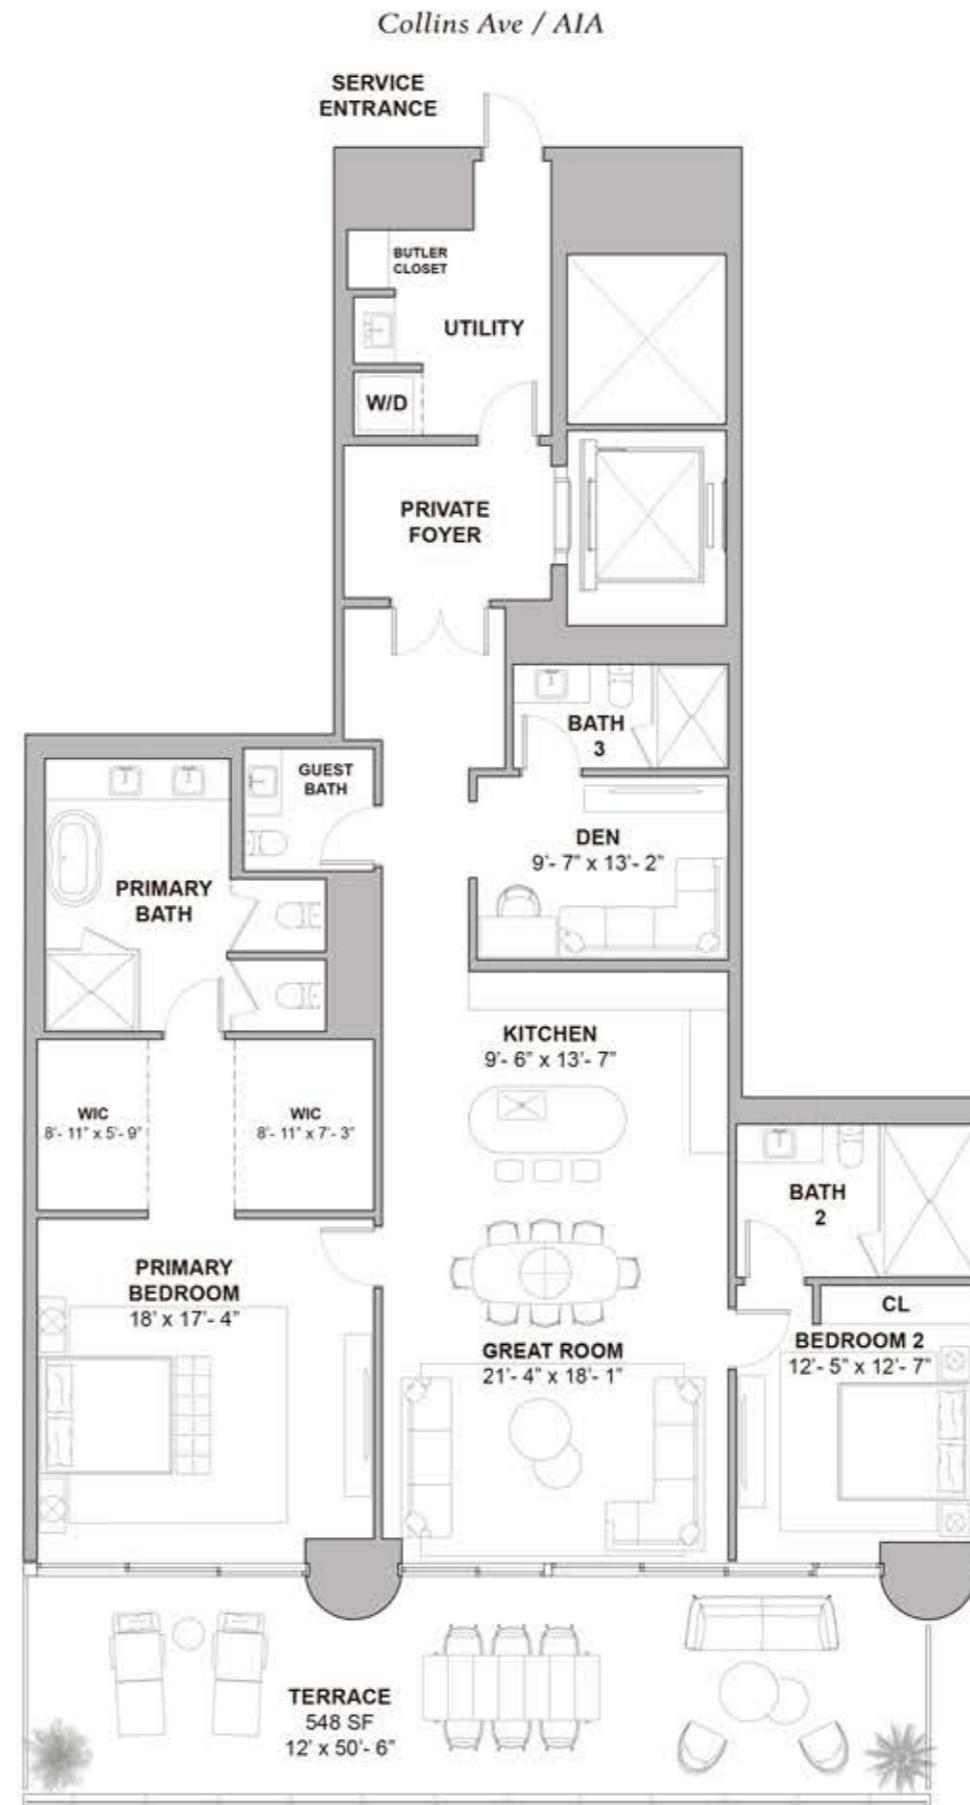 Collins Ave / AIA
SERVICE
ENTRANCE
BUTLER
CLOSET
UTILITY
W/D
PRIVATE
FOYER
BATH
3
GUEST
BATH
DEN
9'- 7" x 13'- 2"
PRIMARY
BATH
KITCHEN
9'- 6" x 13'- 7"
WIC
8'- 11" x 5'- 9"
WIC
8'- 11" x 7'- 3"
BATH
2
PRIMARY
BEDROOM
18' x 17'- 4"
CL
GREAT ROOM
21'- 4" x 18'- 1"
BEDROOM 2
12'- 5" x 12'- 7"
TERRACE
548 SF
12' x 50'- 6"